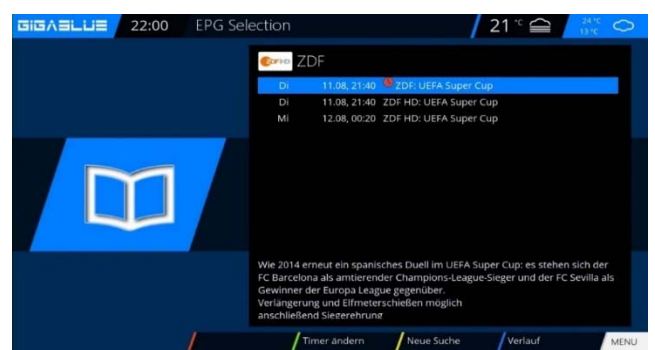 GIGABLUE 22:00 EPG Selection 21 °C 24 °C
13 °C
ZDF HD ZDF
Di 11.08, 21:40 ZDF: UEFA Super Cup
Di 11.08, 21:40 ZDF HD: UEFA Super Cup
Mi 12.08, 00:20 ZDF HD: UEFA Super Cup
Wie 2014 erneut ein spanisches Duell im UEFA Super Cup: es stehen sich der
FC Barcelona als amtierender Champions-League-Sieger und der FC Sevilla als
Gewinner der Europa League gegenüber.
Verlängerung und Elfmeterschießen möglich
anschließend Siegerehrung
Timer ändern Neue Suche Verlauf MENU